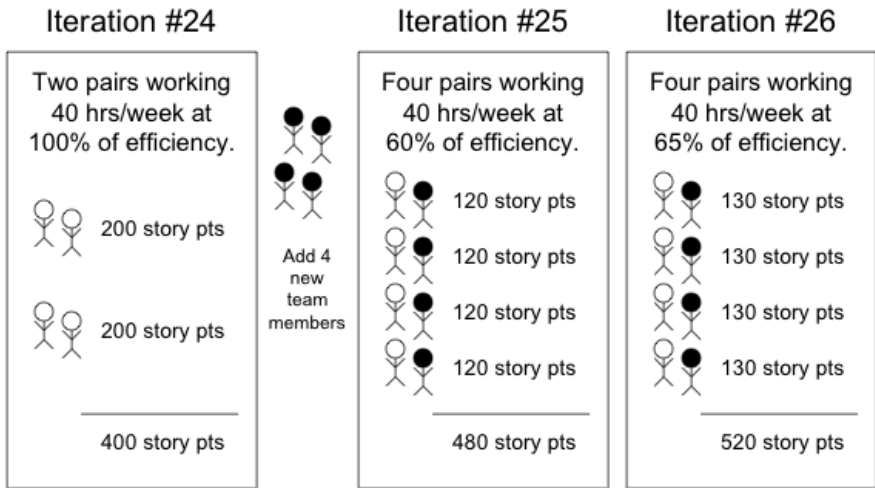 Iteration #24
Two pairs working
40 hrs/week at
100% of efficiency.
200 story pts
200 story pts
400 story pts
Add 4
new
team
members
Iteration #25
Four pairs working
40 hrs/week at
60% of efficiency.
120 story pts
120 story pts
120 story pts
120 story pts
480 story pts
Iteration #26
Four pairs working
40 hrs/week at
65% of efficiency.
130 story pts
130 story pts
130 story pts
130 story pts
520 story pts